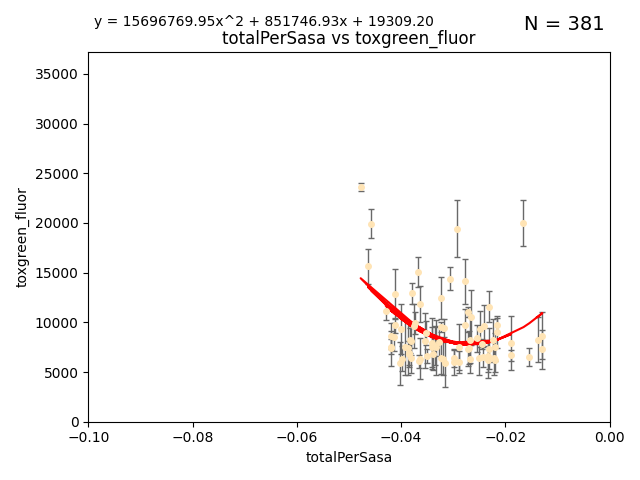 y = 15696769.95x^2 + 851746.93x + 19309.20
N = 381
totalPerSasa vs toxgreen_fluor
35000
30000
25000
20000
15000
10000
5000
0
toxgreen_fluor
−0.10 −0.08 −0.06 −0.04 −0.02 0.00
totalPerSasa